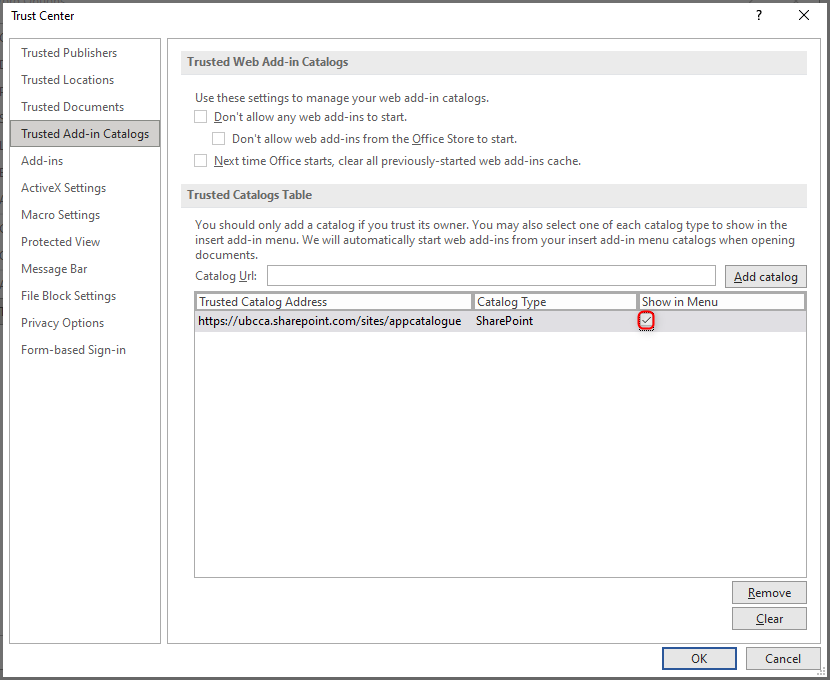 Trust Center
?
Trusted Publishers
Trusted Locations
Trusted Documents
Trusted Add-in Catalogs
Add-ins
ActiveX Settings
Macro Settings
Protected View
Message Bar
File Block Settings
Privacy Options
Form-based Sign-in
Trusted Web Add-in Catalogs
Use these settings to manage your web add-in catalogs.
Don't allow any web add-ins to start.
Don't allow web add-ins from the Office Store to start.
Next time Office starts, clear all previously-started web add-ins cache.
Trusted Catalogs Table
You should only add a catalog if you trust its owner. You may also select one of each catalog type to show in the
insert add-in menu. We will automatically start web add-ins from your insert add-in menu catalogs when opening
documents.
Catalog Url:
Add catalog
Trusted Catalog Address Catalog Type Show in Menu
https://ubcca.sharepoint.com/sites/appcatalogue SharePoint
Remove
Clear
OK Cancel